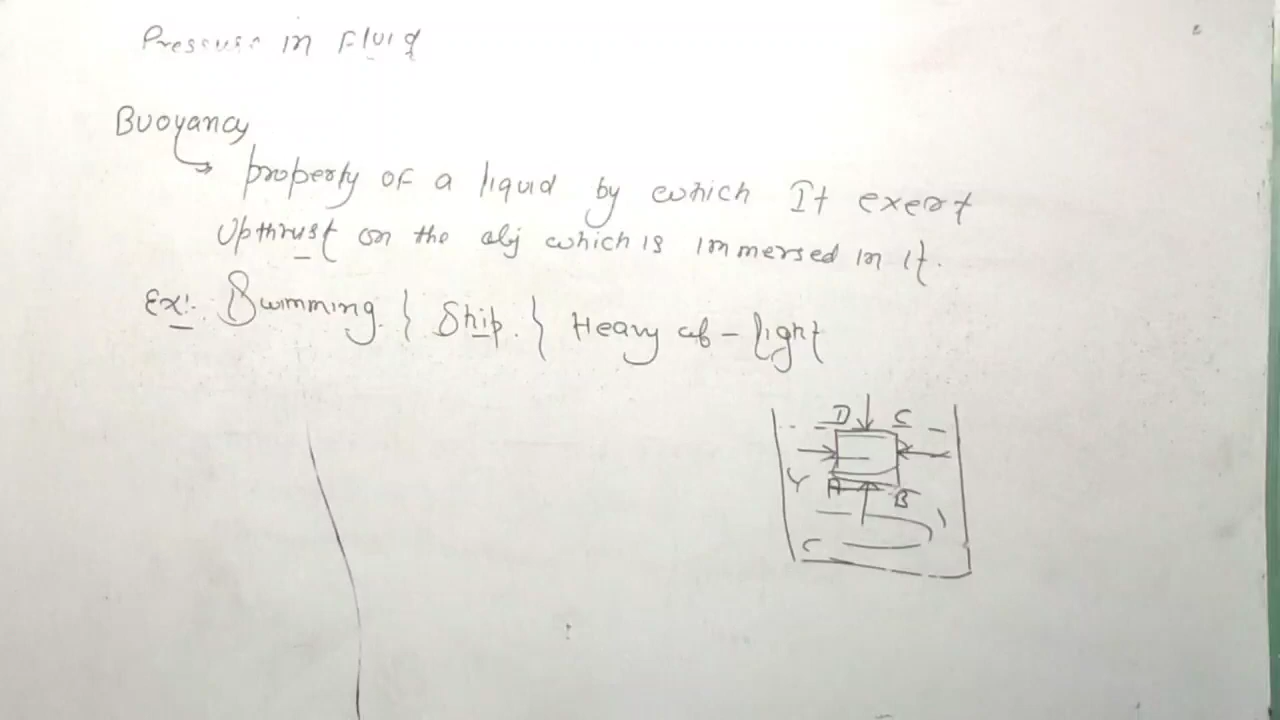 Pressure in Fluid
Buoyancy
property of a liquid by which It exert
Upthrust on the obj which is immersed in it.
Ex:- Swimming } Ship. } Heavy obj - light
D C
A B